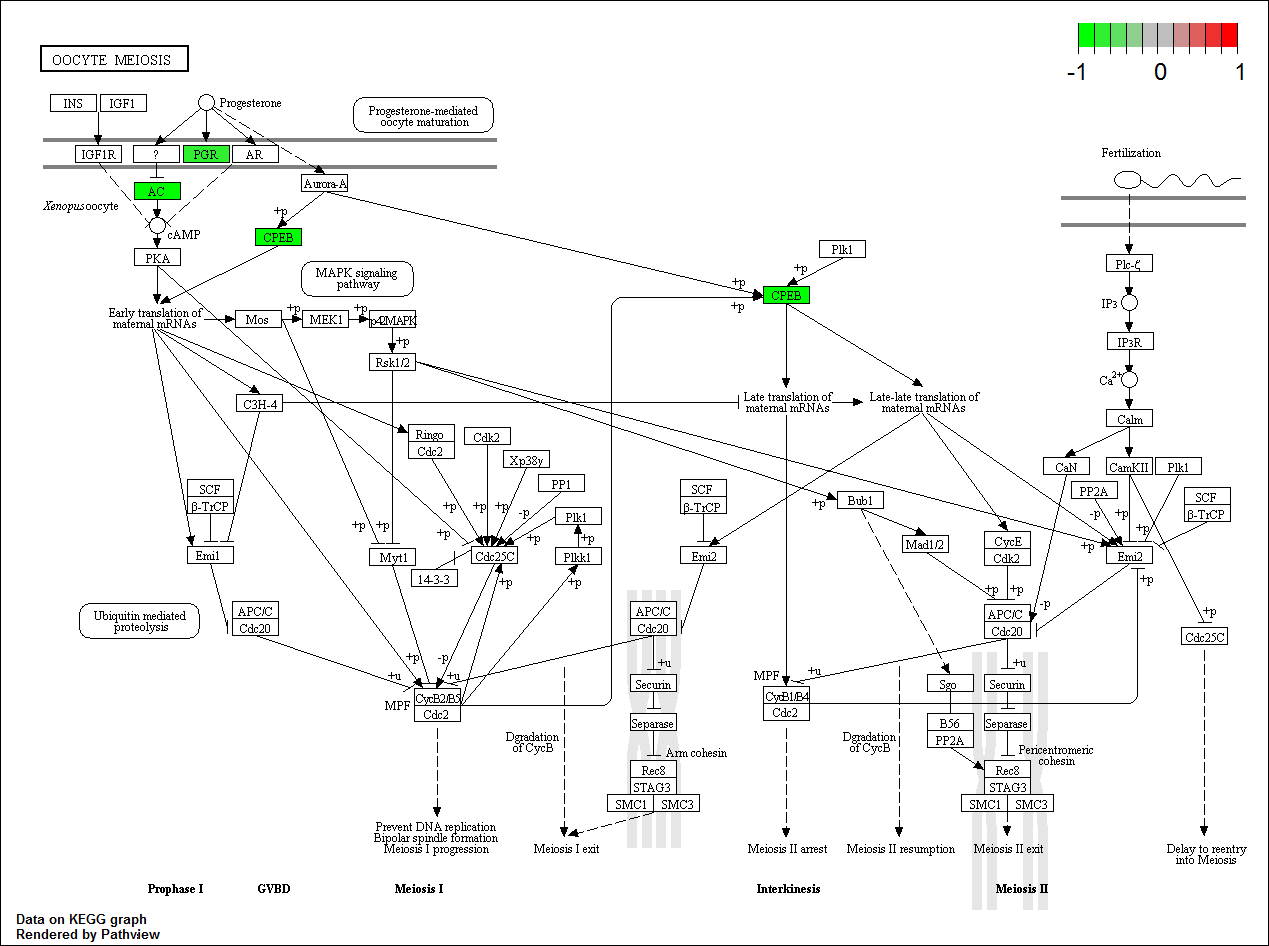 OOCYTE MEIOSIS
-1 0 1
INS IGF1
Progesterone
Progesterone-mediated
oocyte maturation
IGF1R ? PGR AR
Fertilization
Aurora-A
AC
Xenopus oocyte
+p
cAMP
CPEB
PKA
MAPK signaling
pathway
Plk1
+p
Plc-ζ
+p
CPEB
+p
IP3
Early translation of
maternal mRNAs
Mos
+p
MEK1
+p
p42MAPK
+p
Rsk1/2
IP3R
Ca2+
C3H-4
Late translation of
maternal mRNAs
Late-late translation of
maternal mRNAs
Calm
Ringo
Cdc2
Cdk2
Xp38γ
PP1
CaN
CamKII
Plk1
SCF
β-TrCP
+p
+p
+p
+p
-p
+p
+p
+p
Plk1
+p
Plkk1
+p
SCF
β-TrCP
Bub1
+p
PP2A
-p
+p
+p
SCF
β-TrCP
Emi1
Myt1
Cdc25C
14-3-3
+p
Emi2
Mad1/2
CycE
Cdk2
+p
Emi2
+p
+p
+p
-p
Ubiquitin mediated
proteolysis
APC/C
Cdc20
APC/C
Cdc20
APC/C
Cdc20
+p
Cdc25C
+p
-p
+u
+u
+u
+u
+u
MPF
CycB2/B5
Cdc2
Securin
MPF
CycB1/B4
Cdc2
Sgo
Securin
Separase
B56
PP2A
Separase
Dgradation
of CycB
Arm cohesin
Dgradation
of CycB
Pericentromeric
cohesin
Rec8
STAG3
SMC1 SMC3
Rec8
STAG3
SMC1 SMC3
Prevent DNA replication
Bipolar spindle formation
Meiosis I progression
Meiosis I exit
Meiosis II arrest
Meiosis II resumption
Meiosis II exit
Delay to reentry
into Meiosis
Prophase I GVBD Meiosis I Interkinesis Meiosis II
Data on KEGG graph
Rendered by Pathview